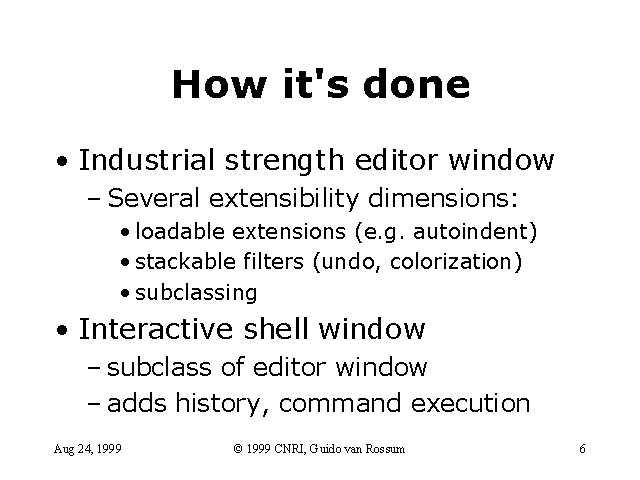 How it's done
• Industrial strength editor window
– Several extensibility dimensions:
• loadable extensions (e.g. autoindent)
• stackable filters (undo, colorization)
• subclassing
• Interactive shell window
– subclass of editor window
– adds history, command execution
Aug 24, 1999 © 1999 CNRI, Guido van Rossum 6